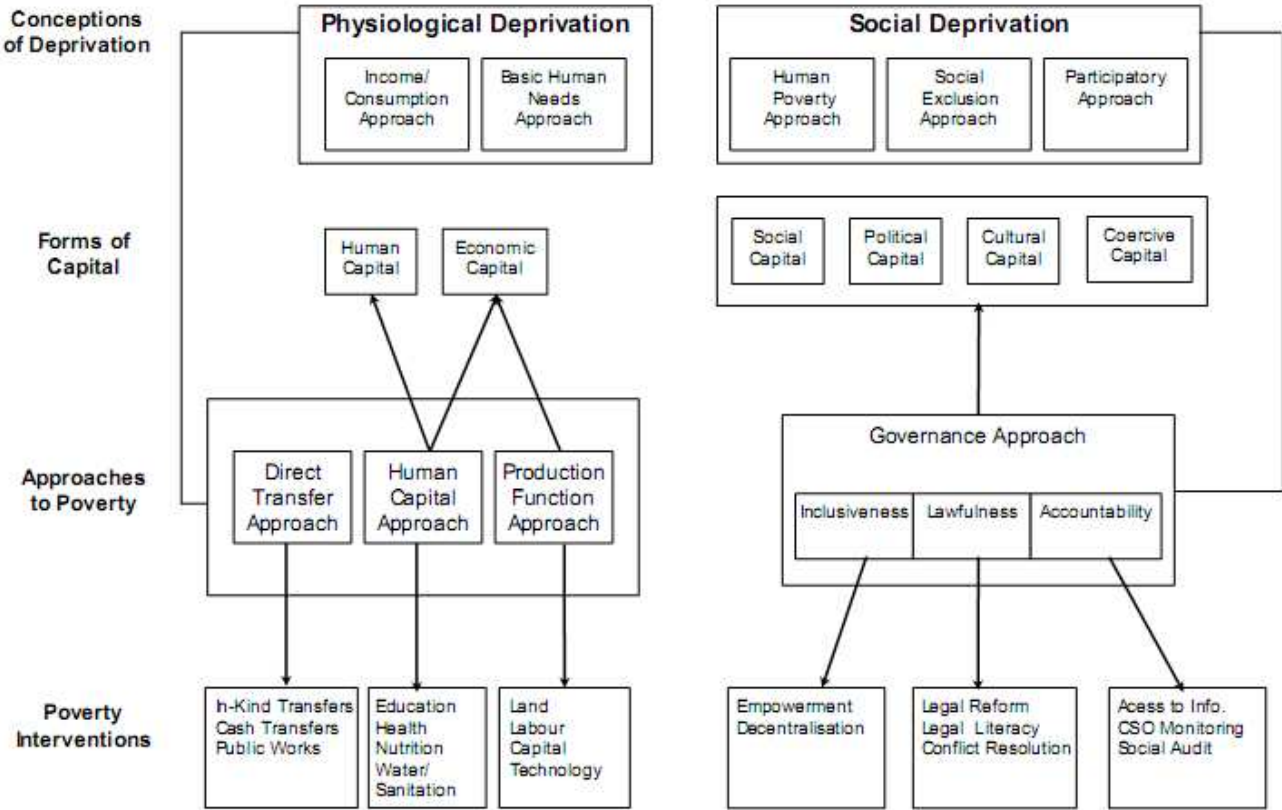 Conceptions
of Deprivation
Physiological Deprivation
Income/
Consumption
Approach
Basic Human
Needs
Approach
Social Deprivation
Human
Poverty
Approach
Social
Exclusion
Approach
Participatory
Approach
Forms of
Capital
Human
Capital
Economic
Capital
Social
Capital
Political
Capital
Cultural
Capital
Coercive
Capital
Approaches
to Poverty
Direct
Transfer
Approach
Human
Capital
Approach
Production
Function
Approach
Governance Approach
Inclusiveness
Lawfulness
Accountability
Poverty
Interventions
In-Kind Transfers
Cash Transfers
Public Works
Education
Health
Nutrition
Water/
Sanitation
Land
Labour
Capital
Technology
Empowerment
Decentralisation
Legal Reform
Legal Literacy
Conflict Resolution
Acess to Info.
CSO Monitoring
Social Audit